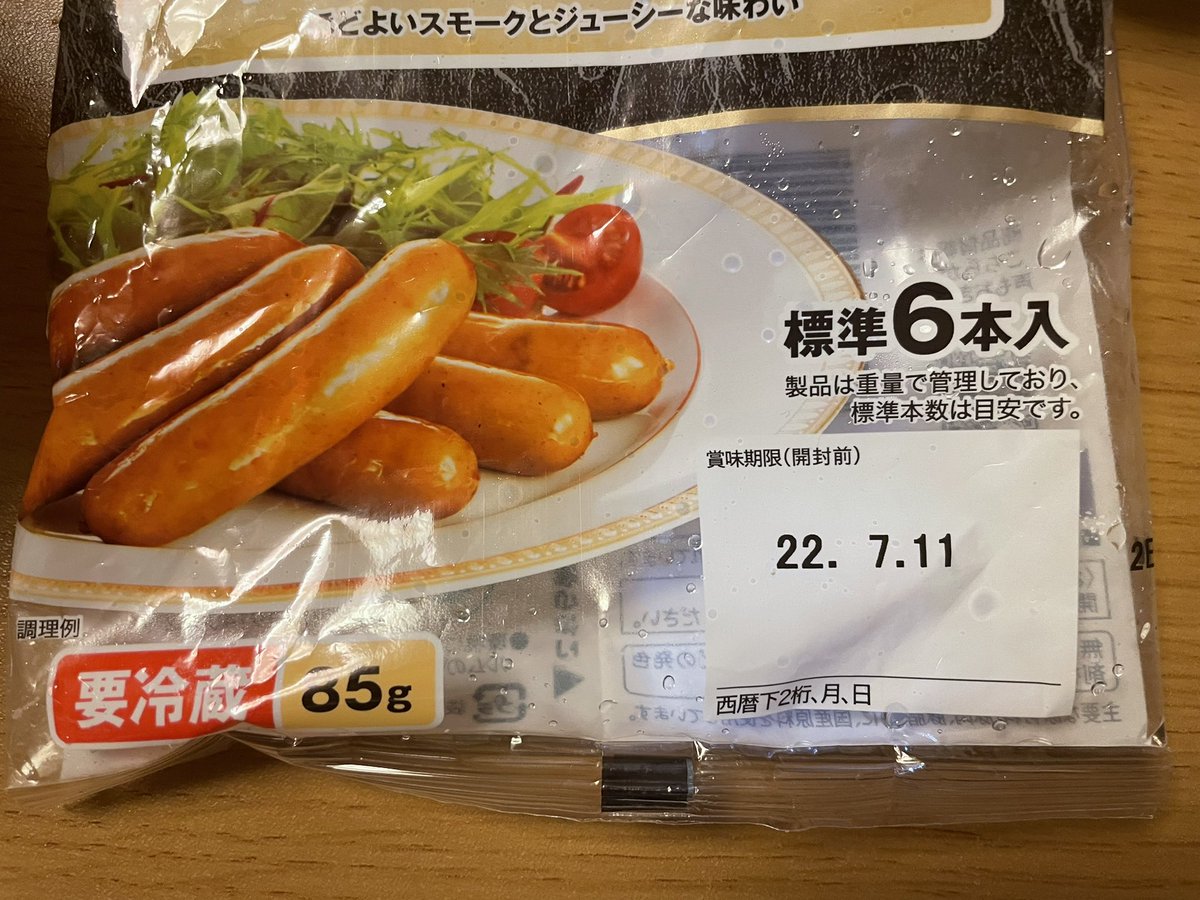 ほどよいスモークとジューシーな味わい
標準6本入
製品は重量で管理しており、
標準本数は目安です。
賞味期限(開封前)
22. 7.11
西暦下2桁、月、日
調理例
要冷蔵
85g